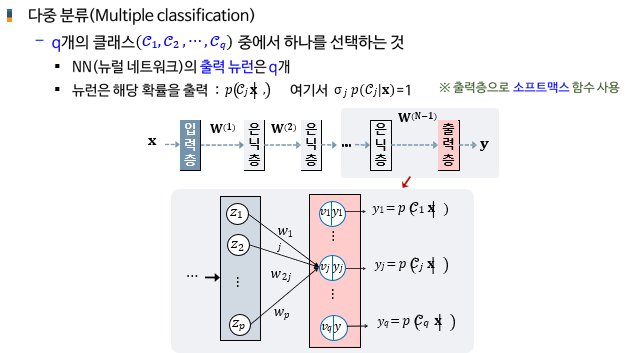 다중 분류(Multiple classification)
– q개의 클래스(𝒞1, 𝒞2 , ⋯ , 𝒞q) 중에서 하나를 선택하는 것
▪ NN(뉴럴 네트워크)의 출력 뉴런은 q개
▪ 뉴런은 해당 확률을 출력 : p(𝒞j|x ) 여기서 σj p(𝒞j|x)=1
※ 출력층으로 소프트맥스 함수 사용
x 입력층 W(1) 은닉층 W(2) 은닉층 ⋯ 은닉층 W(N−1) 출력층 y
z1 w1j v1 y1 y1 = p(𝒞1|x )
z2
⋮
⋯ ⋮ w2j vj yj yj = p(𝒞j|x )
⋮
zp wp vq y yq = p(𝒞q|x )